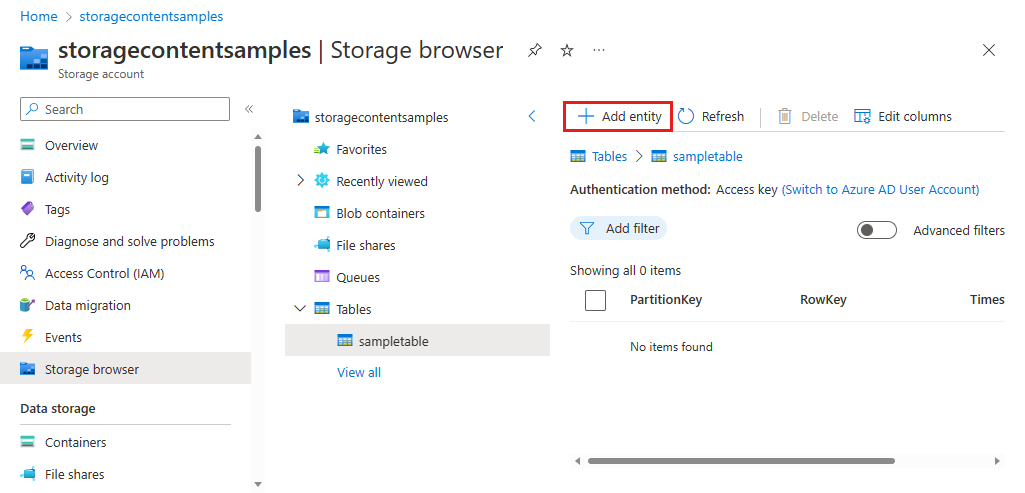 Home > storagecontentsamples
storagecontentsamples | Storage browser
Storage account
Search
Overview
Activity log
Tags
Diagnose and solve problems
Access Control (IAM)
Data migration
Events
Storage browser
Data storage
Containers
File shares
storagecontentsamples
Favorites
Recently viewed
Blob containers
File shares
Queues
Tables
sampletable
View all
Add entity Refresh Delete Edit columns
Tables > sampletable
Authentication method: Access key (Switch to Azure AD User Account)
Add filter Advanced filters
Showing all 0 items
PartitionKey RowKey Times
No items found